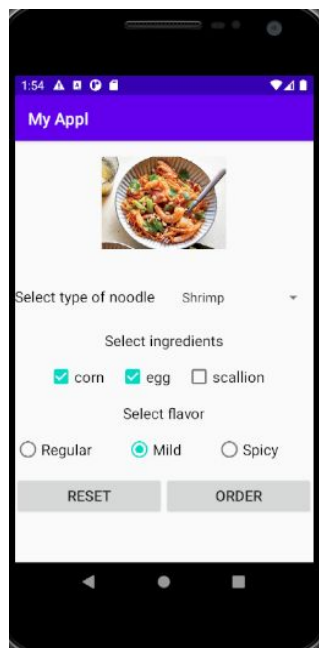 1:54
My Appl
Select type of noodle Shrimp
Select ingredients
corn egg scallion
Select flavor
Regular Mild Spicy
RESET ORDER